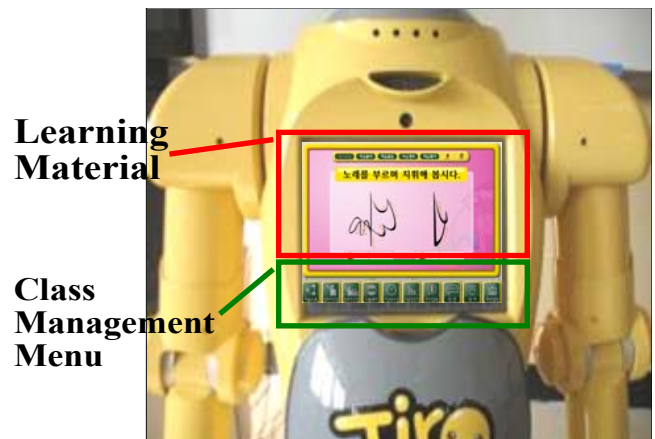 Learning
Material
노래를 부르며 지휘해 봅시다.
Class
Management
Menu
Tiro